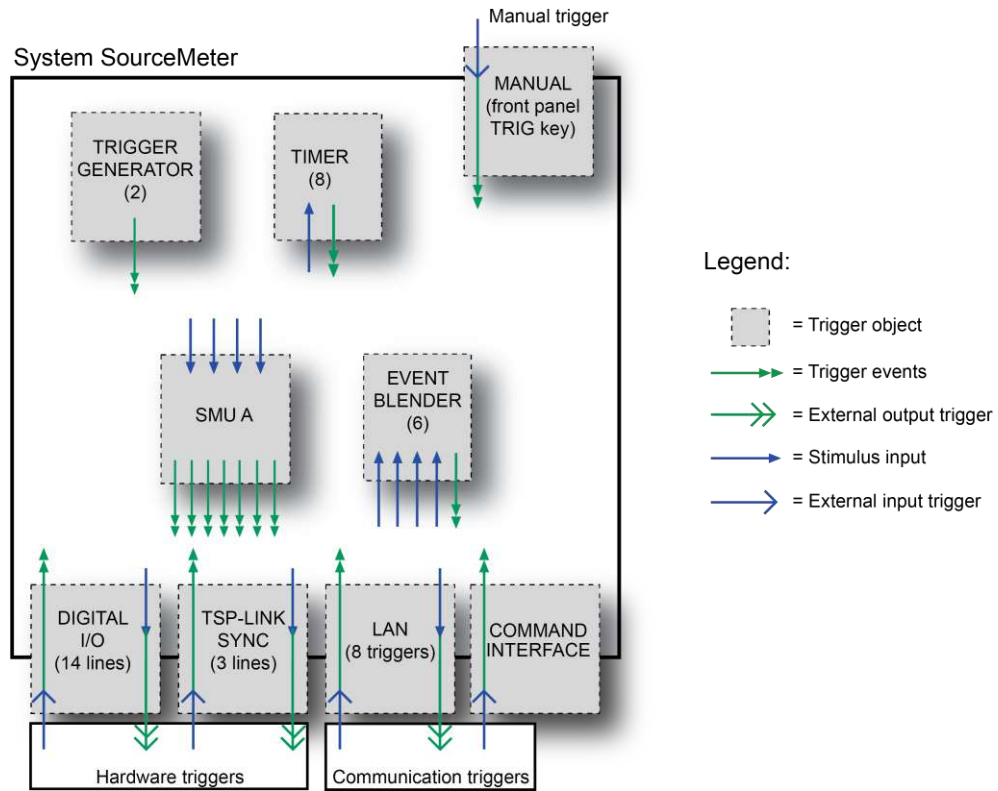 Manual trigger
System SourceMeter
MANUAL
(front panel
TRIG key)
TRIGGER
GENERATOR
(2)
TIMER
(8)
SMU A
EVENT
BLENDER
(6)
DIGITAL
I/O
(14 lines)
TSP-LINK
SYNC
(3 lines)
LAN
(8 triggers)
COMMAND
INTERFACE
Hardware triggers
Communication triggers
Legend:
= Trigger object
= Trigger events
= External output trigger
= Stimulus input
= External input trigger